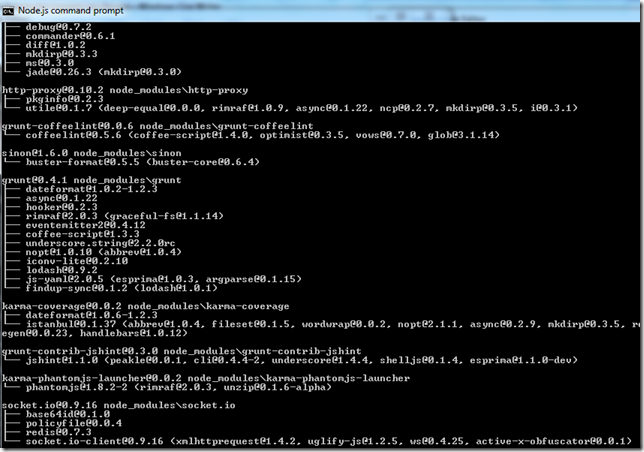 Node.js command prompt
├── debug@0.7.2
├── commander@0.6.1
├── diff@1.0.2
├── mkdirp@0.3.3
├── ms@0.3.0
└── jade@0.26.3 (mkdirp@0.3.0)
http-proxy@0.10.2 node_modules\http-proxy
├── pkginfo@0.2.3
└── utile@0.1.7 (deep-equal@0.0.0, rimraf@1.0.9, async@0.1.22, ncp@0.2.7, mkdirp@0.3.5, i@0.3.1)
grunt-coffeelint@0.0.6 node_modules\grunt-coffeelint
└── coffeelint@0.5.6 (coffee-script@1.4.0, optimist@0.3.5, vows@0.7.0, glob@3.1.14)
sinon@1.6.0 node_modules\sinon
└── buster-format@0.5.5 (buster-core@0.6.4)
grunt@0.4.1 node_modules\grunt
├── dateformat@1.0.2-1.2.3
├── async@0.1.22
├── hooker@0.2.3
├── rimraf@2.0.3 (graceful-fs@1.1.14)
├── eventemitter2@0.4.12
├── coffee-script@1.3.3
├── underscore.string@2.2.0rc
├── nopt@1.0.10 (abbrev@1.0.4)
├── iconv-lite@0.2.10
├── lodash@0.9.2
├── js-yaml@2.0.5 (esprima@1.0.3, argparse@0.1.15)
└── findup-sync@0.1.2 (lodash@1.0.1)
karma-coverage@0.0.2 node_modules\karma-coverage
├── dateformat@1.0.6-1.2.3
└── istanbul@0.1.37 (abbrev@1.0.4, fileset@0.1.5, wordwrap@0.0.2, nopt@2.1.1, async@0.2.9, mkdirp@0.3.5, re
egen@0.0.23, handlebars@1.0.12)
grunt-contrib-jshint@0.3.0 node_modules\grunt-contrib-jshint
└── jshint@1.1.0 (peakle@0.0.1, cli@0.4.4-2, underscore@1.4.4, shelljs@0.1.4, esprima@1.1.0-dev)
karma-phantomjs-launcher@0.0.2 node_modules\karma-phantomjs-launcher
└── phantomjs@1.8.2-2 (rimraf@2.0.3, unzip@0.1.6-alpha)
socket.io@0.9.16 node_modules\socket.io
├── base64id@0.1.0
├── policyfile@0.0.4
├── redis@0.7.3
└── socket.io-client@0.9.16 (xmlhttprequest@1.4.2, uglify-js@1.2.5, ws@0.4.25, active-x-obfuscator@0.0.1)